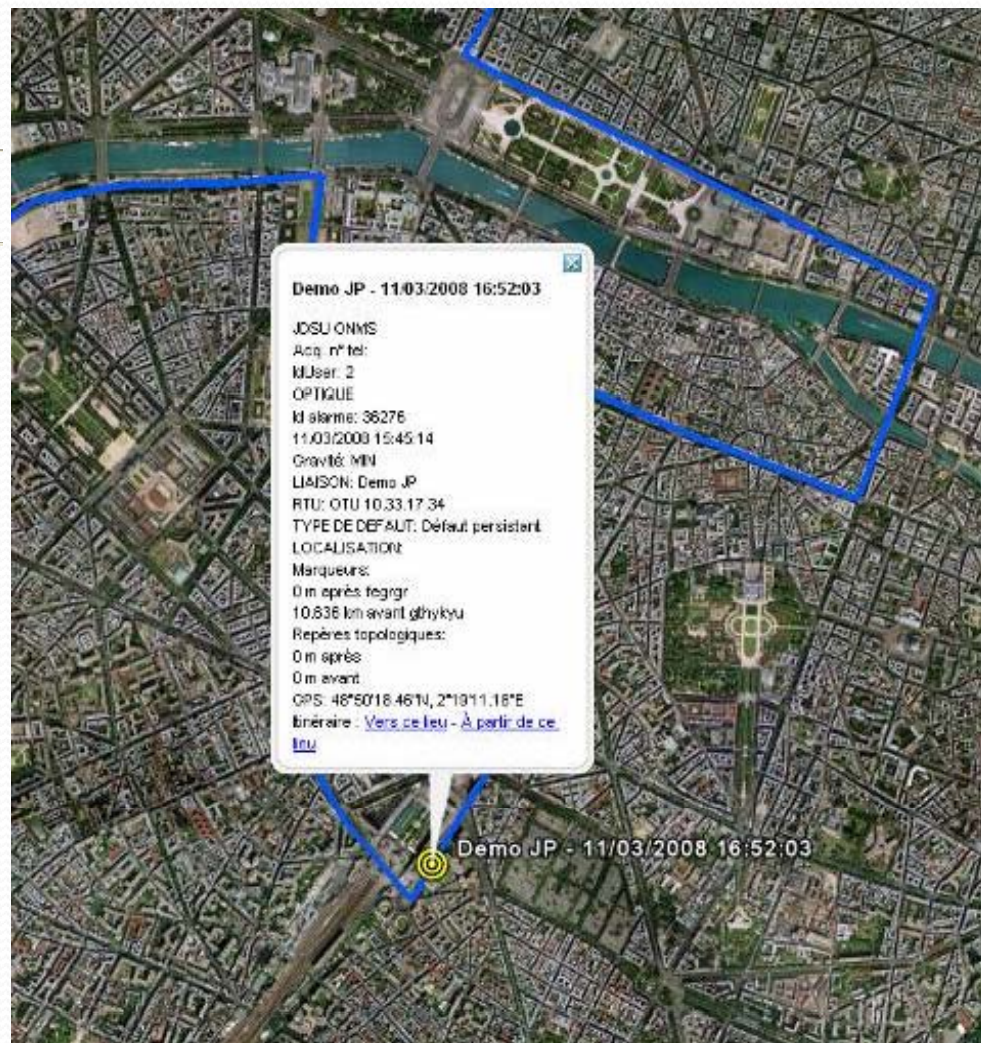 Demo JP - 11/03/2008 16:52:03
JDSU ONMS
Acq. n° tel:
IdUser: 2
OPTIQUE
Id alarme: 36276
11/03/2008 15:45:14
Gravité: MIN
LIAISON: Demo JP
RTU: OTU 10.33.17.34
TYPE DE DEFAUT: Défaut persistant
LOCALISATION:
Marqueurs:
0 m après fegrgr
10.636 km avant gthykyu
Repères topologiques:
0 m après
0 m avant
GPS: 48°50'18.46"N, 2°19'11.16"E
Itinéraire : Vers ce lieu - À partir de ce
lieu
Demo JP - 11/03/2008 16:52:03